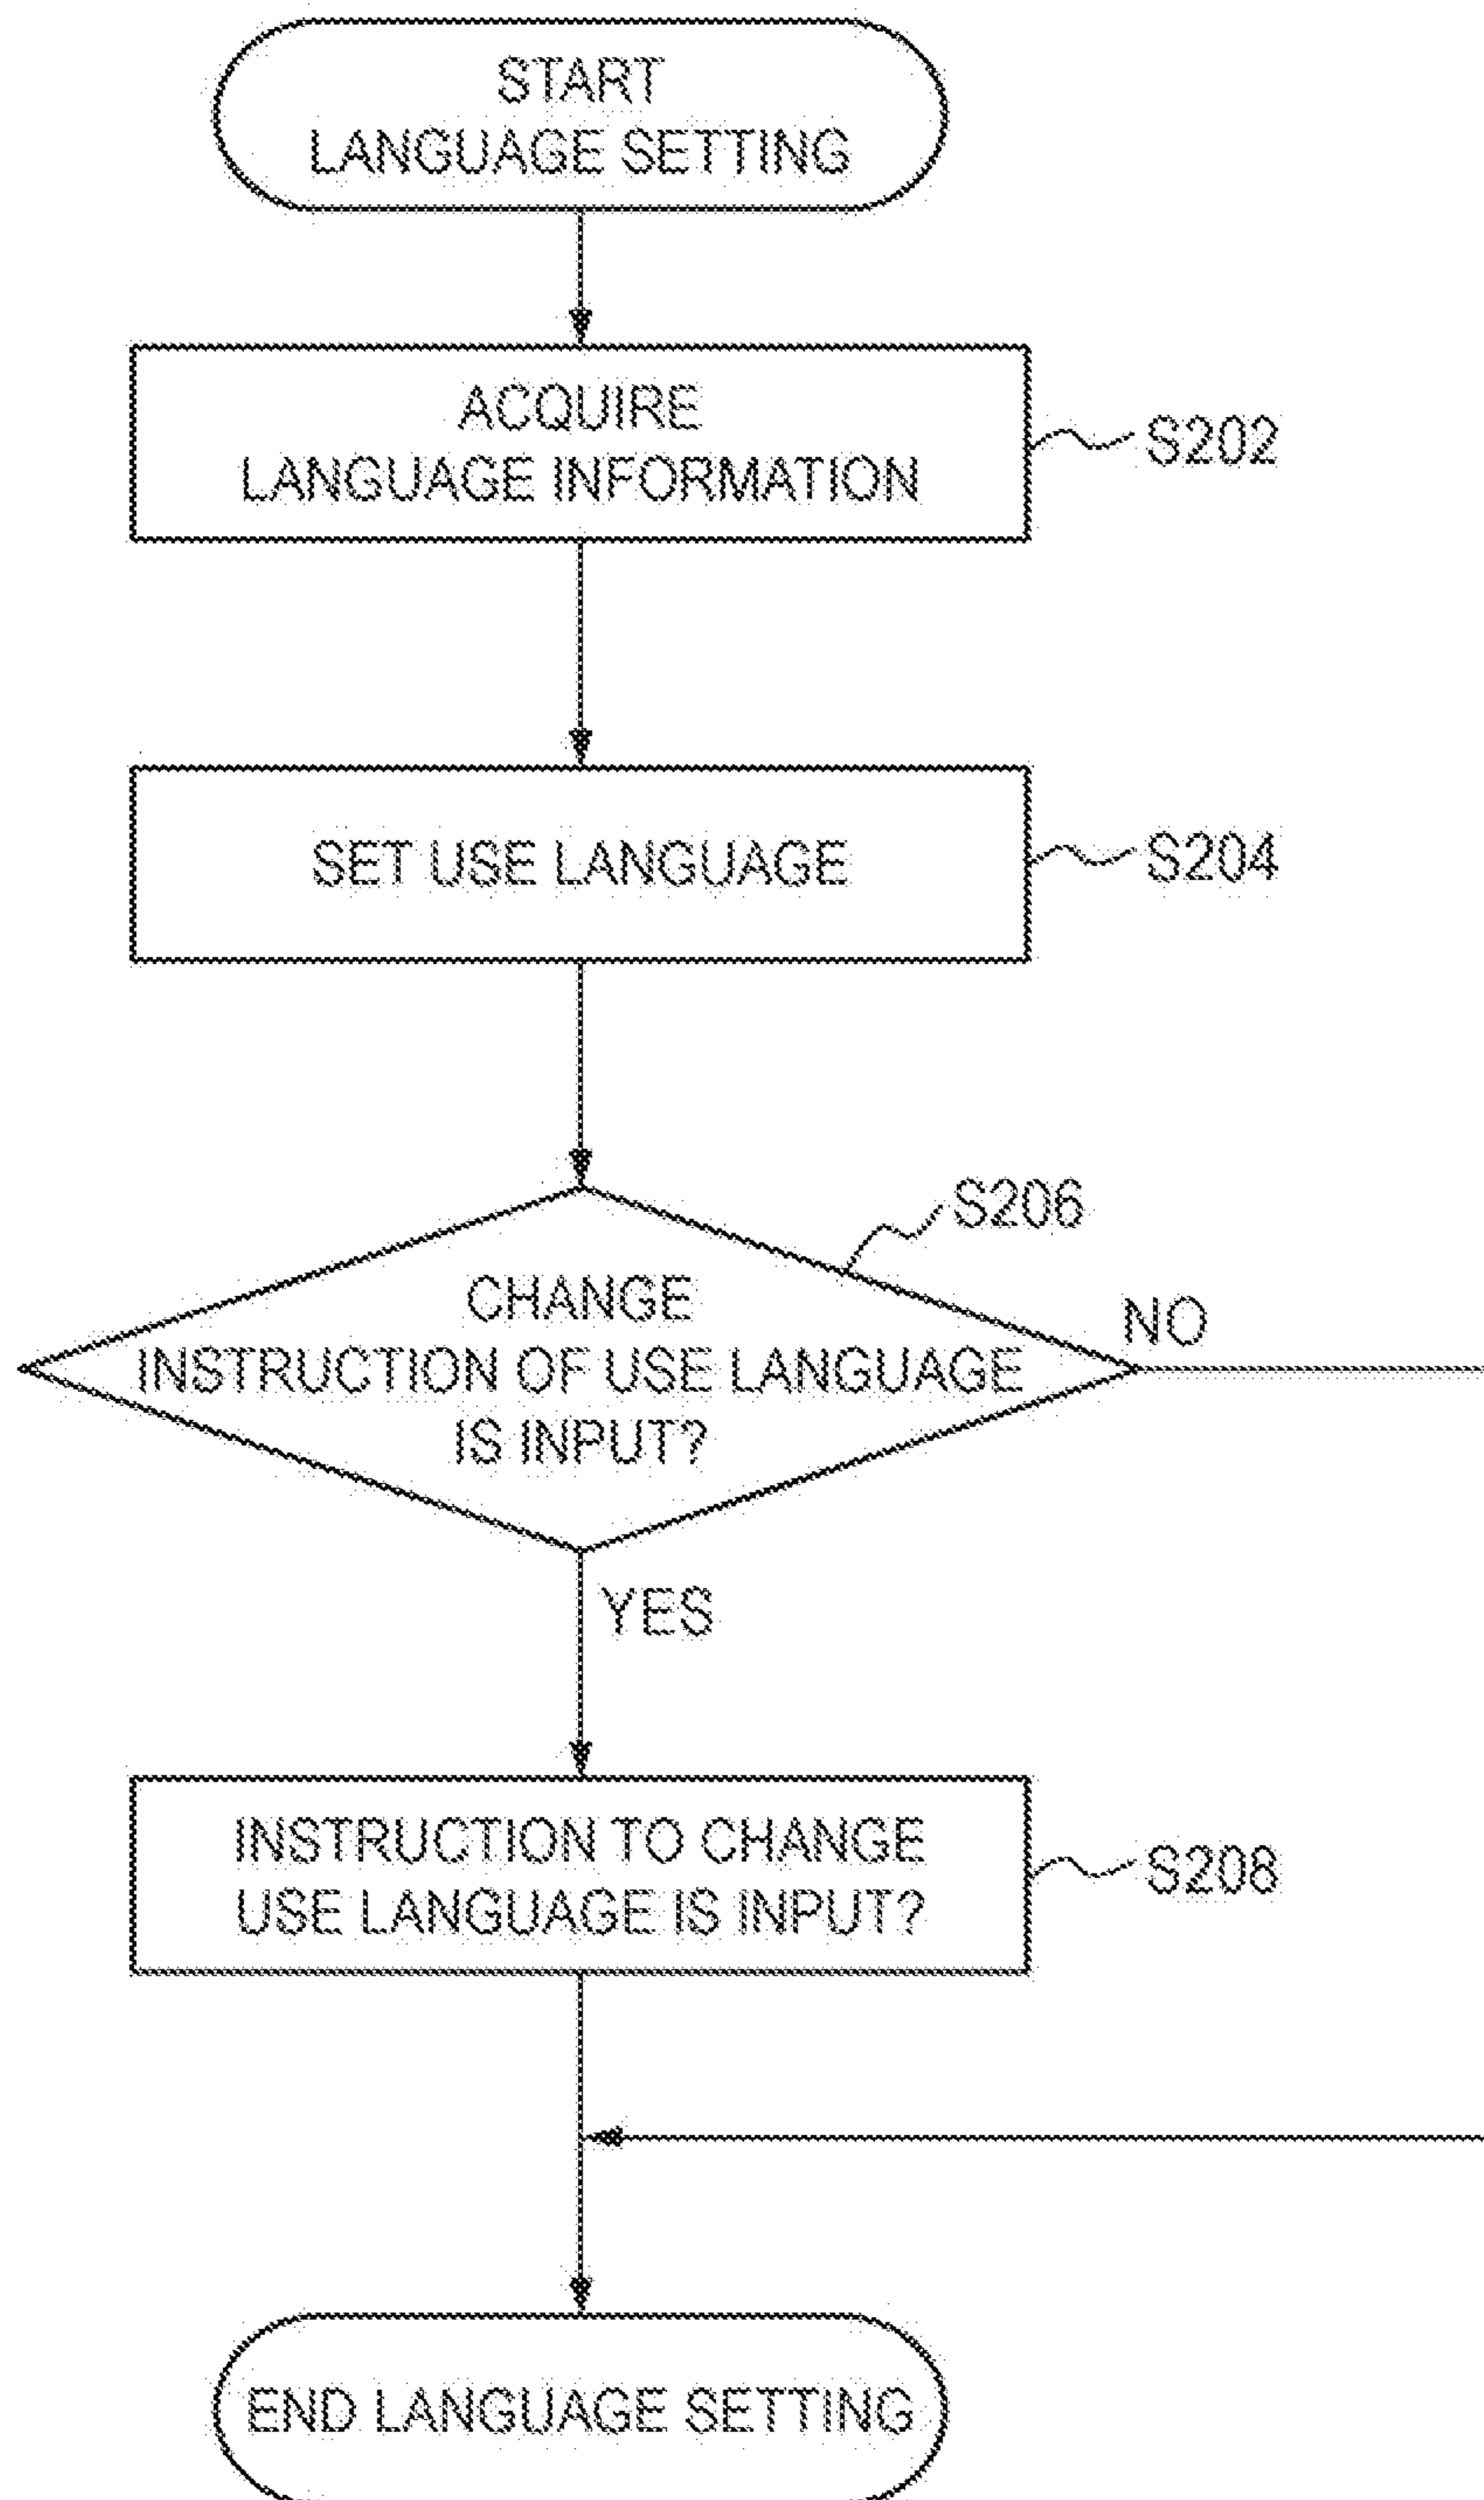 START
LANGUAGE SETTING
ACQUIRE
LANGUAGE INFORMATION
S202
SET USE LANGUAGE
S204
S206
CHANGE
INSTRUCTION OF USE LANGUAGE
IS INPUT?
NO
YES
INSTRUCTION TO CHANGE
USE LANGUAGE IS INPUT?
S208
END LANGUAGE SETTING